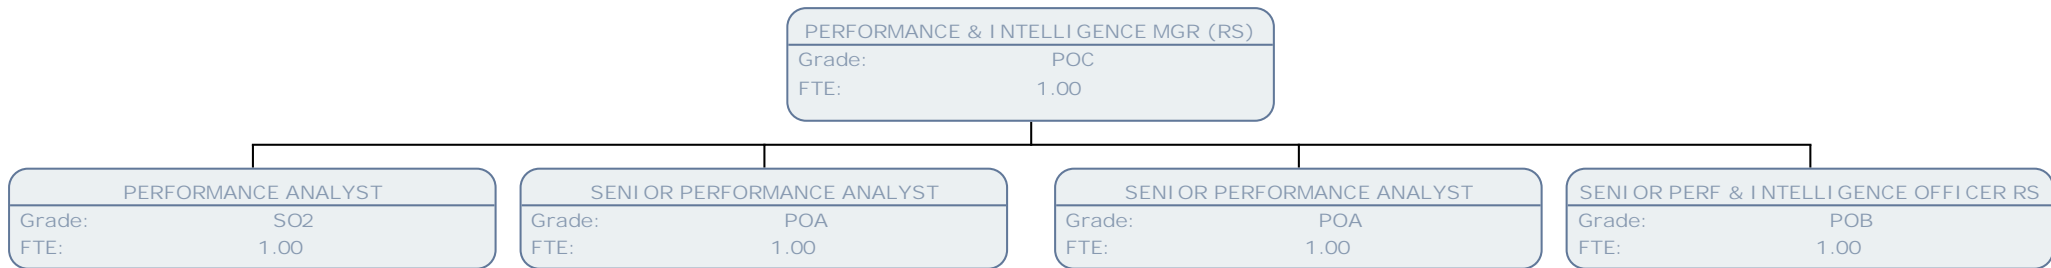 PERFORMANCE & INTELLIGENCE MGR (RS)
Grade: POC
FTE: 1.00
PERFORMANCE ANALYST
Grade: SO2
FTE: 1.00
SENIOR PERFORMANCE ANALYST
Grade: POA
FTE: 1.00
SENIOR PERFORMANCE ANALYST
Grade: POA
FTE: 1.00
SENIOR PERF & INTELLIGENCE OFFICER RS
Grade: POB
FTE: 1.00